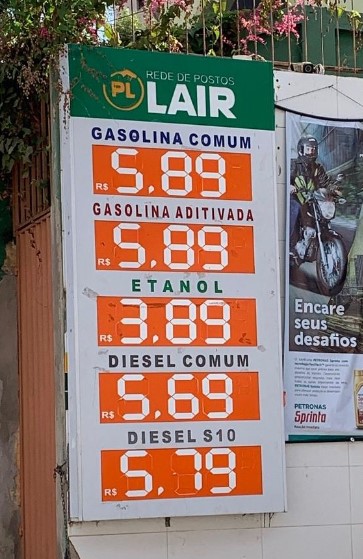 PL
REDE DE POSTOS
LAIR
GASOLINA COMUM
R$ 5,89
GASOLINA ADITIVADA
R$ 5,89
ETANOL
R$ 3,89
DIESEL COMUM
R$ 5,69
DIESEL S10
R$ 5,79
Encare
seus
desafios
PETRONAS
Sprinta